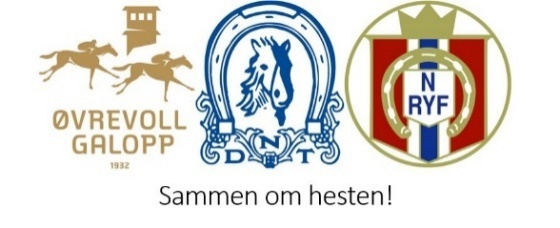 ØVREVOLL
GALOPP
1932
D N T
N
RYF
Sammen om hesten!